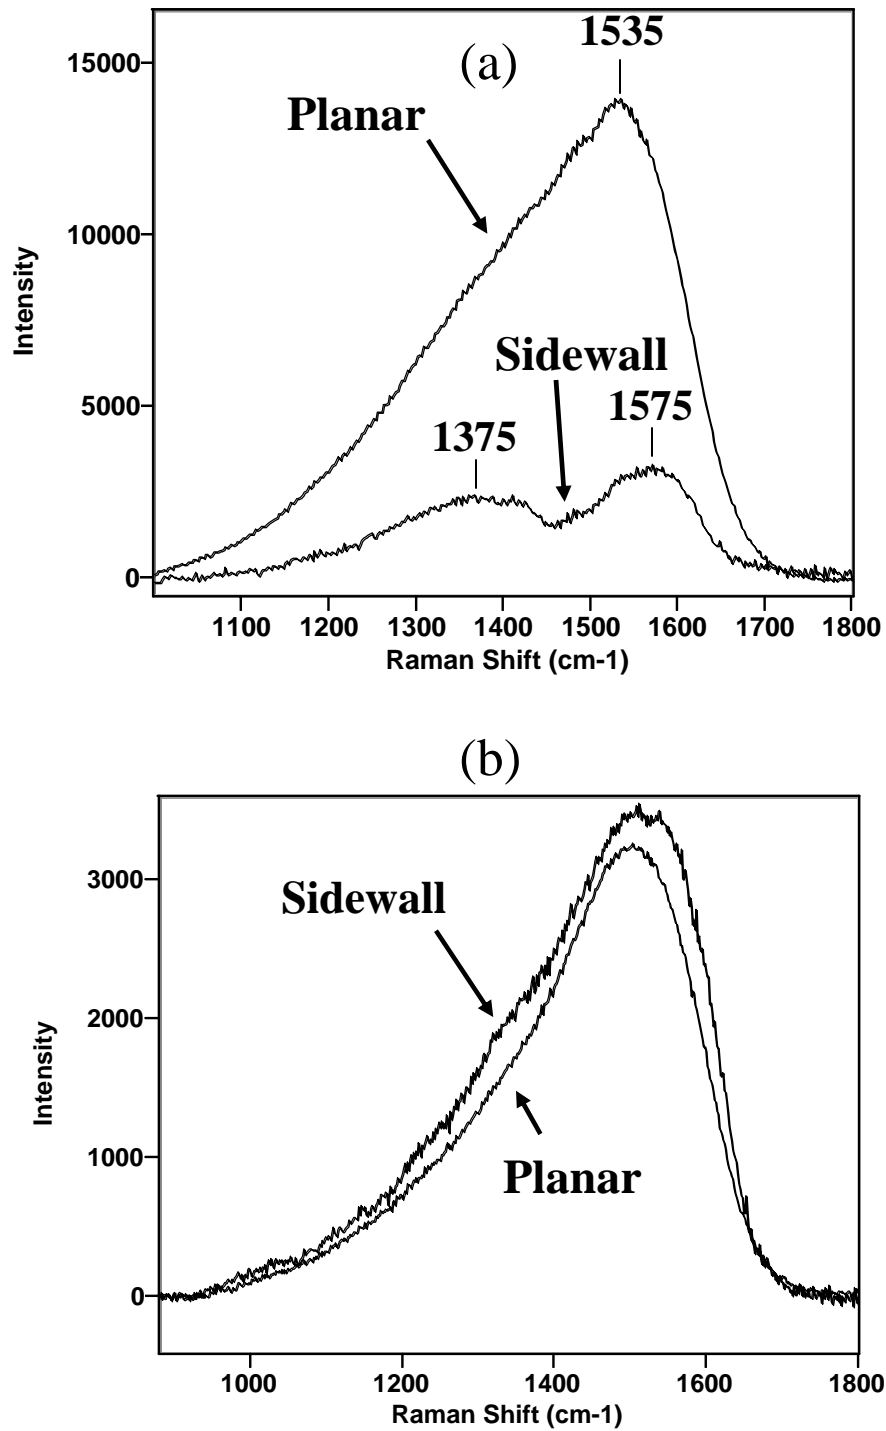 (a)
1535
15000
Planar
10000
Intensity
Sidewall
5000
1575
1375
0
1100 1200 1300 1400 1500 1600 1700 1800
Raman Shift (cm-1)
(b)
3000
Sidewall
2000
Intensity
1000
Planar
0
1000 1200 1400 1600 1800
Raman Shift (cm-1)